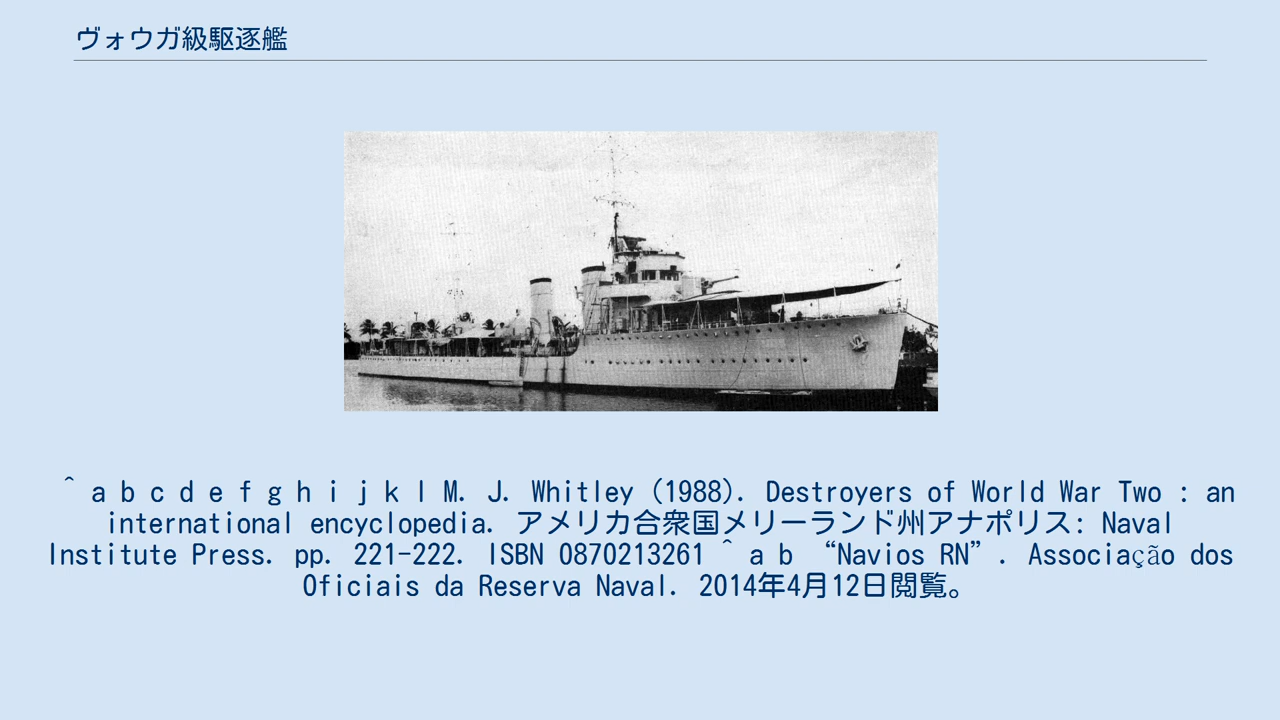 ヴォウガ級駆逐艦
^ a b c d e f g h i j k l M. J. Whitley (1988). Destroyers of World War Two : an
international encyclopedia. アメリカ合衆国メリーランド州アナポリス: Naval
Institute Press. pp. 221-222. ISBN 0870213261 ^ a b “Navios RN”. Associação dos
Oficiais da Reserva Naval. 2014年4月12日閲覧。